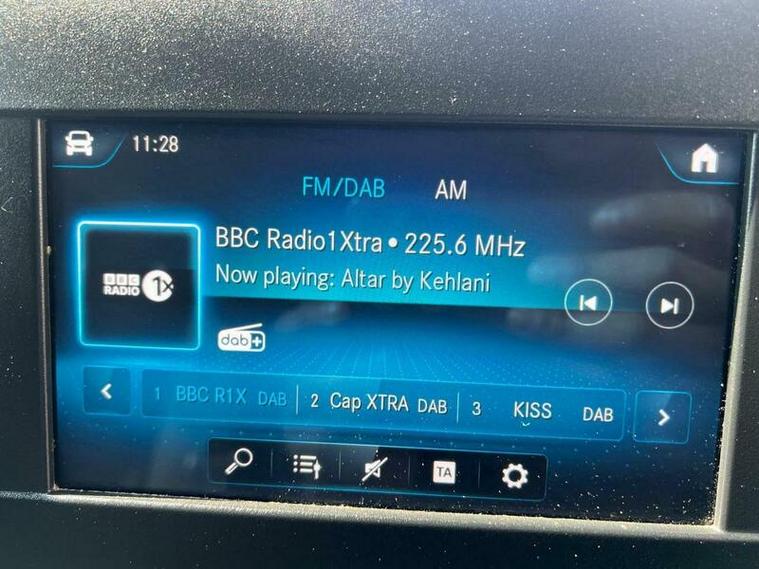 11:28
FM/DAB AM
BBC Radio1Xtra • 225.6 MHz
Now playing: Altar by Kehlani
BBC
RADIO 1X
dab+
1 BBC R1X DAB 2 Cap XTRA DAB 3 KISS DAB
TA